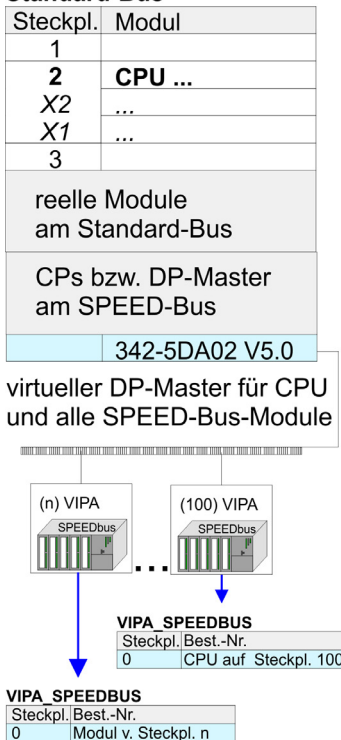 Standard-Bus
Steckpl. Modul
1
2 CPU ...
X2 ...
X1 ...
3
reelle Module
am Standard-Bus
CPs bzw. DP-Master
am SPEED-Bus
342-5DA02 V5.0
virtueller DP-Master für CPU
und alle SPEED-Bus-Module
(n) VIPA
SPEEDbus
...
(100) VIPA
SPEEDbus
VIPA_SPEEDBUS
Steckpl. Best.-Nr.
0 CPU auf Steckpl. 100
VIPA_SPEEDBUS
Steckpl. Best.-Nr.
0 Modul v. Steckpl. n